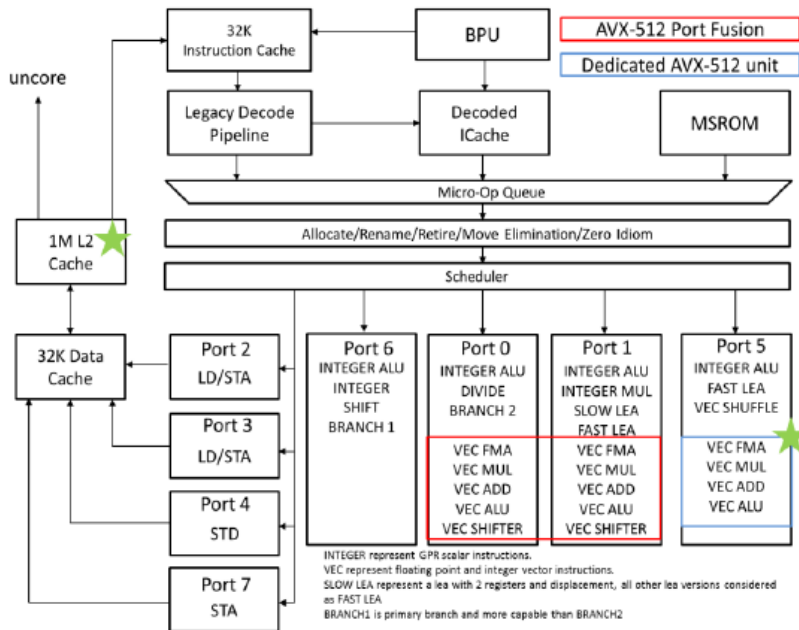 32K
Instruction Cache
BPU
AVX-512 Port Fusion
Dedicated AVX-512 unit
uncore
Legacy Decode
Pipeline
Decoded
ICache
MSROM
Micro-Op Queue
1M L2
Cache
Allocate/Rename/Retire/Move Elimination/Zero Idiom
Scheduler
32K Data
Cache
Port 2
LD/STA
Port 3
LD/STA
Port 4
STD
Port 7
STA
Port 6
INTEGER ALU
INTEGER
SHIFT
BRANCH 1
Port 0
INTEGER ALU
DIVIDE
BRANCH 2
VEC FMA
VEC MUL
VEC ADD
VEC ALU
VEC SHIFTER
Port 1
INTEGER ALU
INTEGER MUL
SLOW LEA
FAST LEA
VEC FMA
VEC MUL
VEC ADD
VEC ALU
VEC SHIFTER
Port 5
INTEGER ALU
FAST LEA
VEC SHUFFLE
VEC FMA
VEC MUL
VEC ADD
VEC ALU
INTEGER represent GPR scalar instructions.
VEC represent floating point and integer vector instructions.
SLOW LEA represent a lea with 2 registers and displacement, all other lea versions considered
as FAST LEA
BRANCH1 is primary branch and more capable than BRANCH2